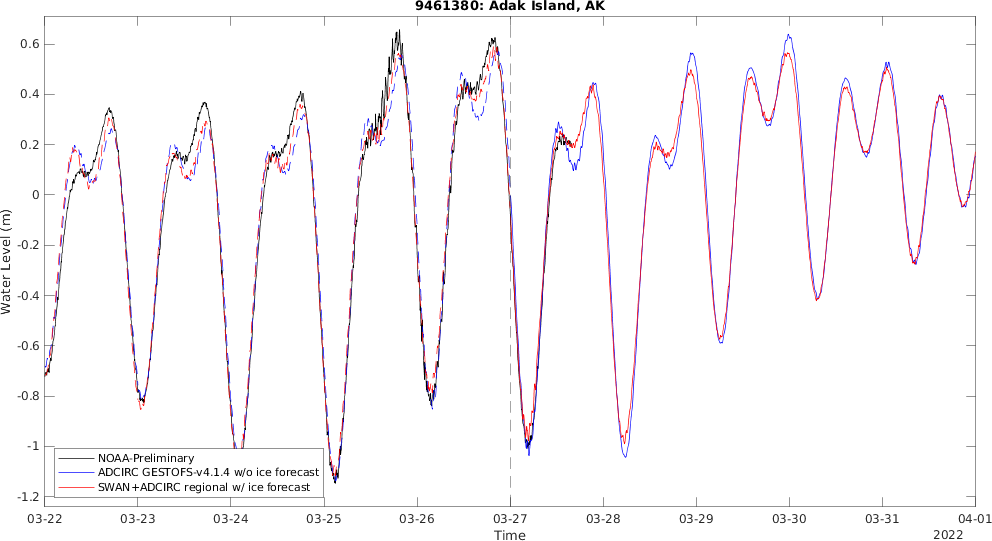 9461380: Adak Island, AK
0.6
0.4
0.2
0
-0.2
-0.4
-0.6
-0.8
-1
-1.2
Water Level (m)
NOAA-Preliminary
ADCIRC GESTOFS-v4.1.4 w/o ice forecast
SWAN+ADCIRC regional w/ ice forecast
03-22 03-23 03-24 03-25 03-26 03-27 03-28 03-29 03-30 03-31 04-01
Time
2022